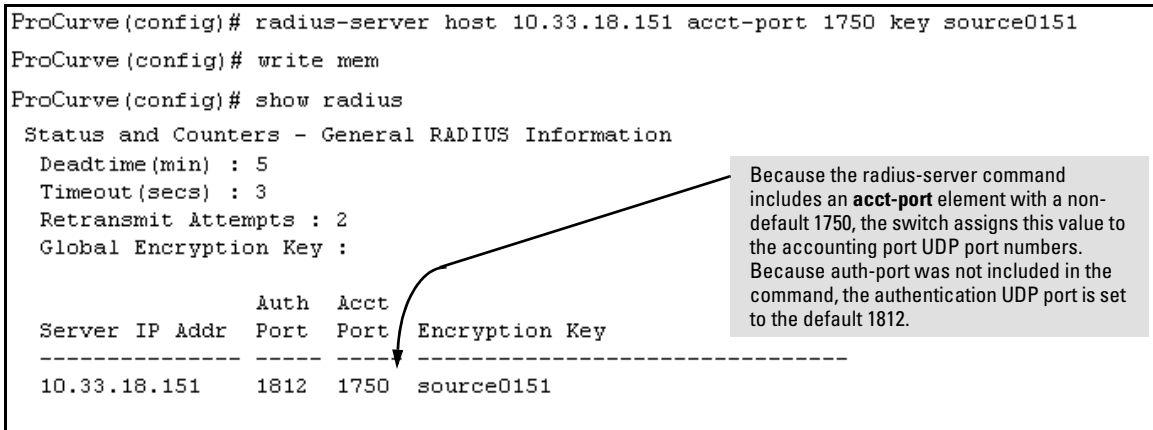 ProCurve(config)# radius-server host 10.33.18.151 acct-port 1750 key source0151
ProCurve(config)# write mem
ProCurve(config)# show radius
Status and Counters - General RADIUS Information
Deadtime(min) : 5
Timeout(secs) : 3
Retransmit Attempts : 2
Global Encryption Key :
Auth Acct
Server IP Addr Port Port Encryption Key
--------------- ----- ----- --------------------------------
10.33.18.151 1812 1750 source0151
Because the radius-server command
includes an acct-port element with a non-
default 1750, the switch assigns this value to
the accounting port UDP port numbers.
Because auth-port was not included in the
command, the authentication UDP port is set
to the default 1812.